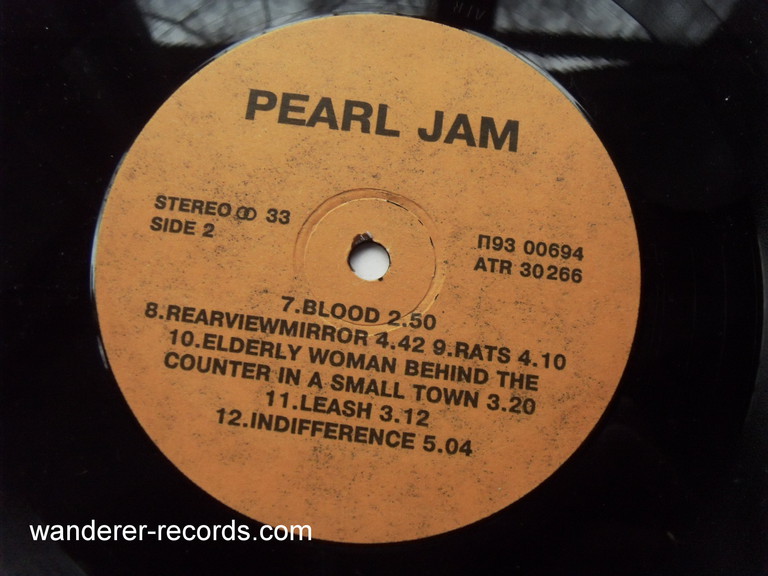 PEARL JAM
STEREO ꝏ 33
SIDE 2
П93 00694
ATR 30266
7.BLOOD 2.50
8.REARVIEWMIRROR 4.42 9.RATS 4.10
10.ELDERLY WOMAN BEHIND THE
COUNTER IN A SMALL TOWN 3.20
11.LEASH 3.12
12.INDIFFERENCE 5.04
wanderer-records.com